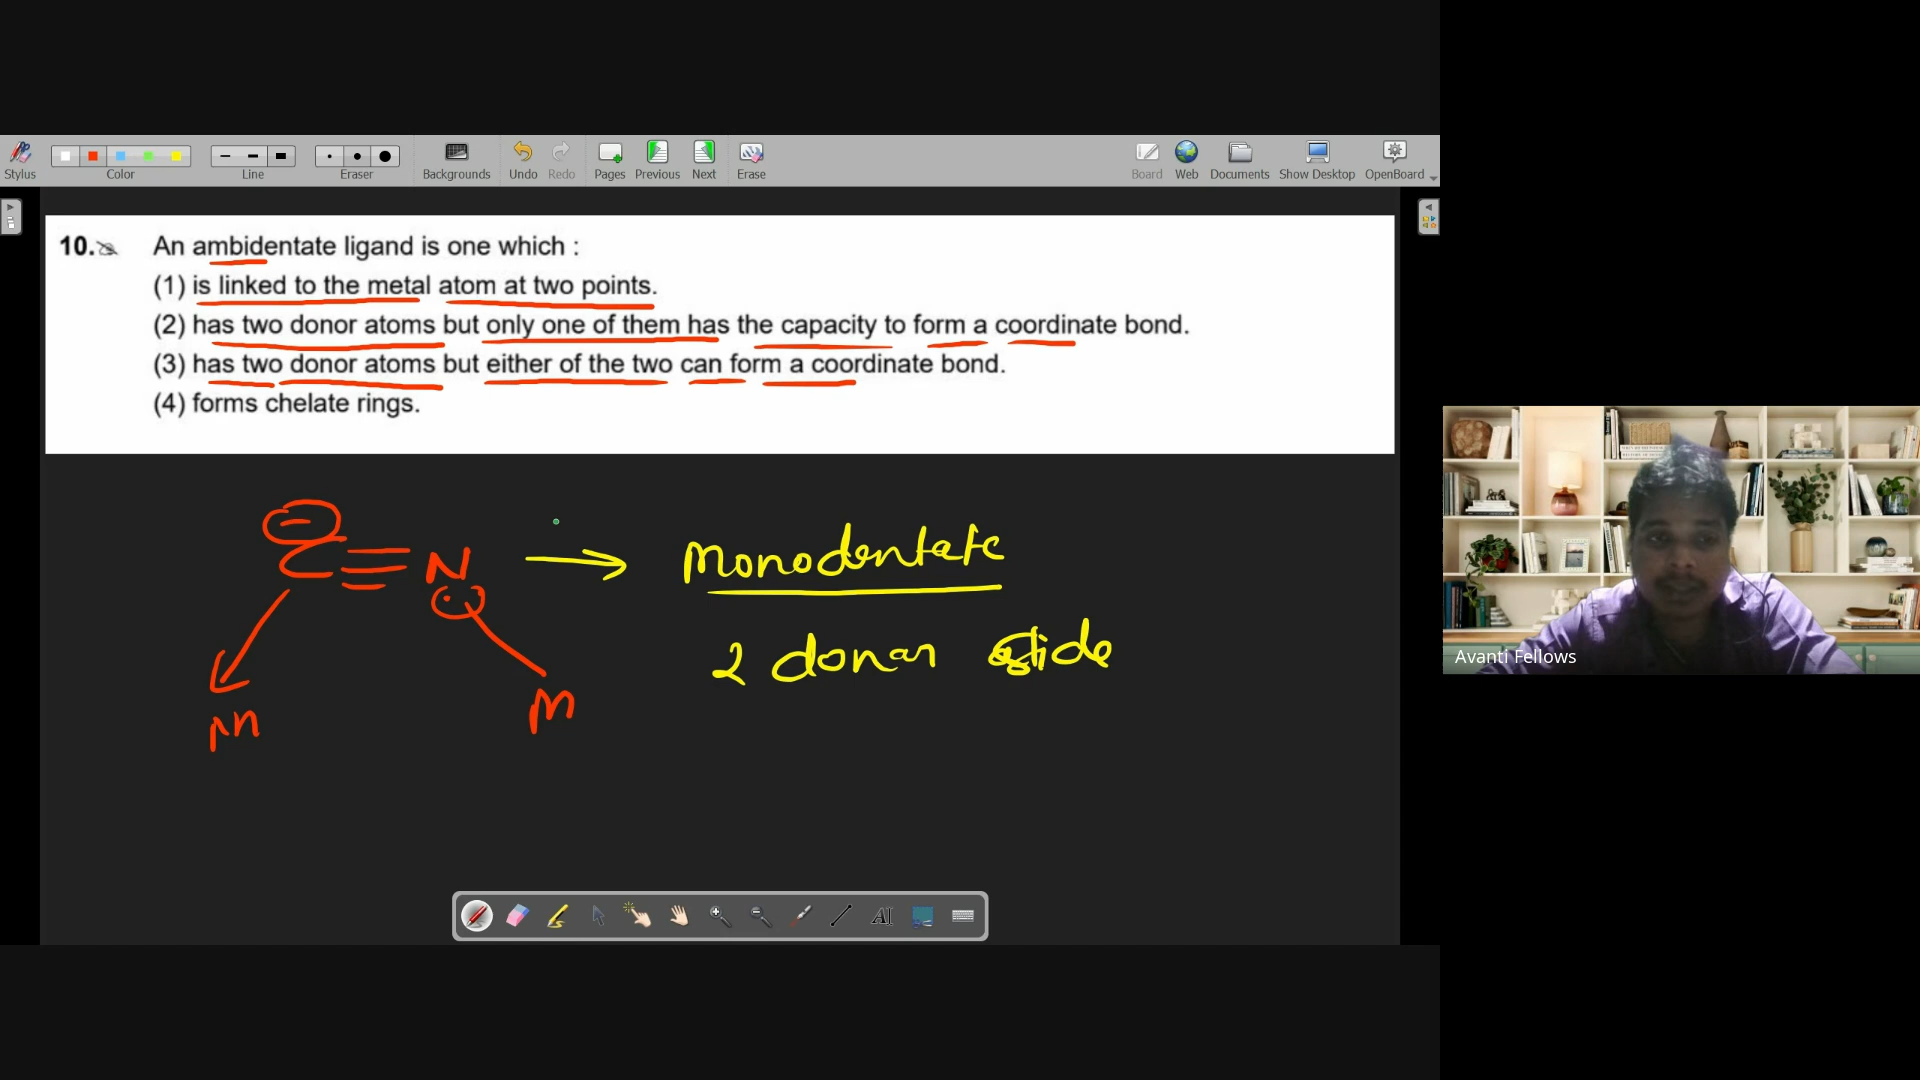 Stylus Color Line Eraser Backgrounds Undo Redo Pages Previous Next Erase Board Web Documents Show Desktop OpenBoard
10. An ambidentate ligand is one which :
(1) is linked to the metal atom at two points.
(2) has two donor atoms but only one of them has the capacity to form a coordinate bond.
(3) has two donor atoms but either of the two can form a coordinate bond.
(4) forms chelate rings.
C≡N → Monodentate
2 donar
M M
Avanti Fellows